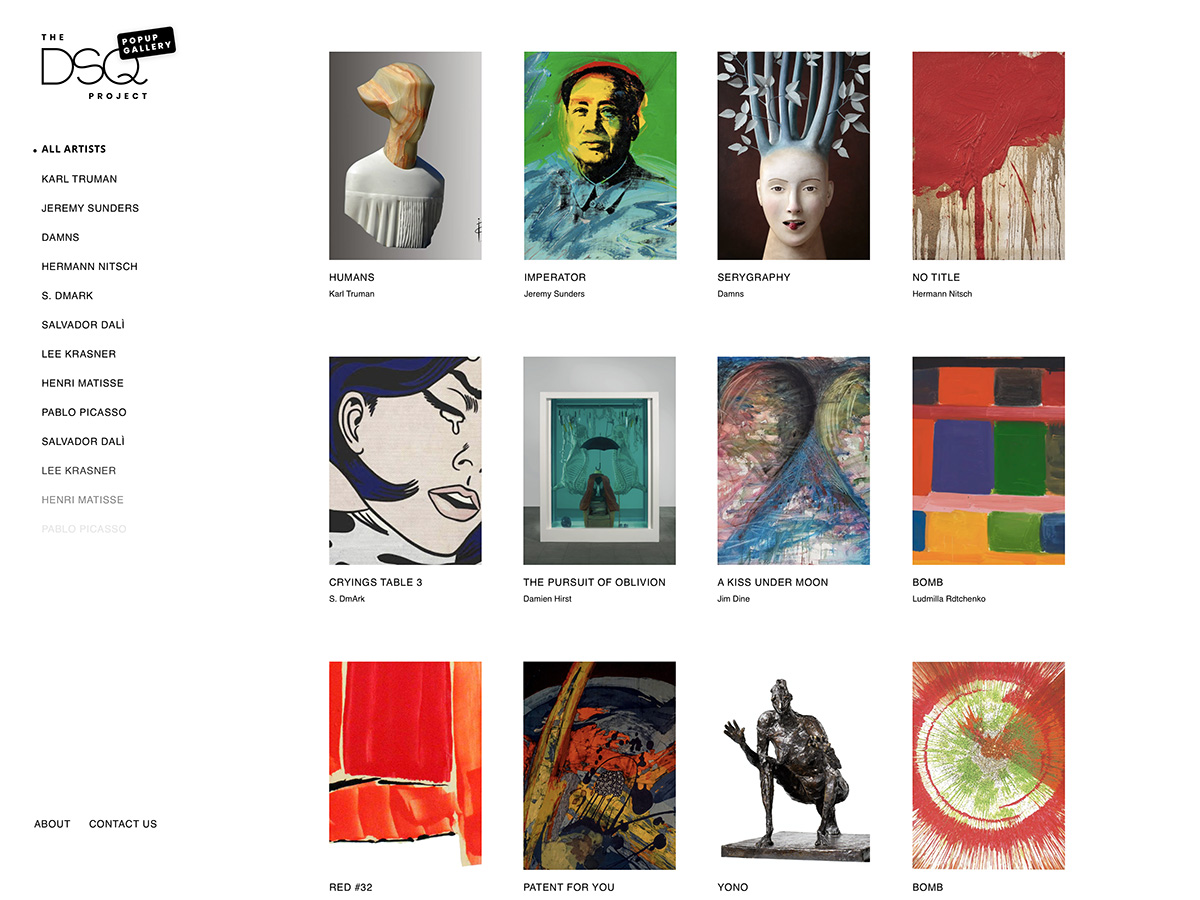 THE
POPUP
GALLERY
DSQ
PROJECT
ALL ARTISTS
KARL TRUMAN
JEREMY SUNDERS
DAMNS
HERMANN NITSCH
S. DMARK
SALVADOR DALÌ
LEE KRASNER
HENRI MATISSE
PABLO PICASSO
SALVADOR DALÌ
LEE KRASNER
HENRI MATISSE
PABLO PICASSO
ABOUT CONTACT US
HUMANS
Karl Truman
IMPERATOR
Jeremy Sunders
SERYGRAPHY
Damns
NO TITLE
Hermann Nitsch
CRYINGS TABLE 3
S. DmArk
THE PURSUIT OF OBLIVION
Damien Hirst
A KISS UNDER MOON
Jim Dine
BOMB
Ludmilla Rdtchenko
RED #32
PATENT FOR YOU
YONO
BOMB